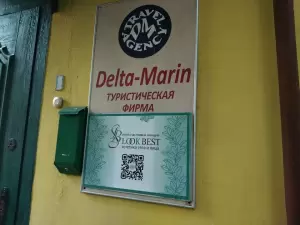 TRAVEL
DM
AGENCY
Delta-Marin
ТУРИСТИЧЕСКАЯ
ФИРМА
LOOK BEST